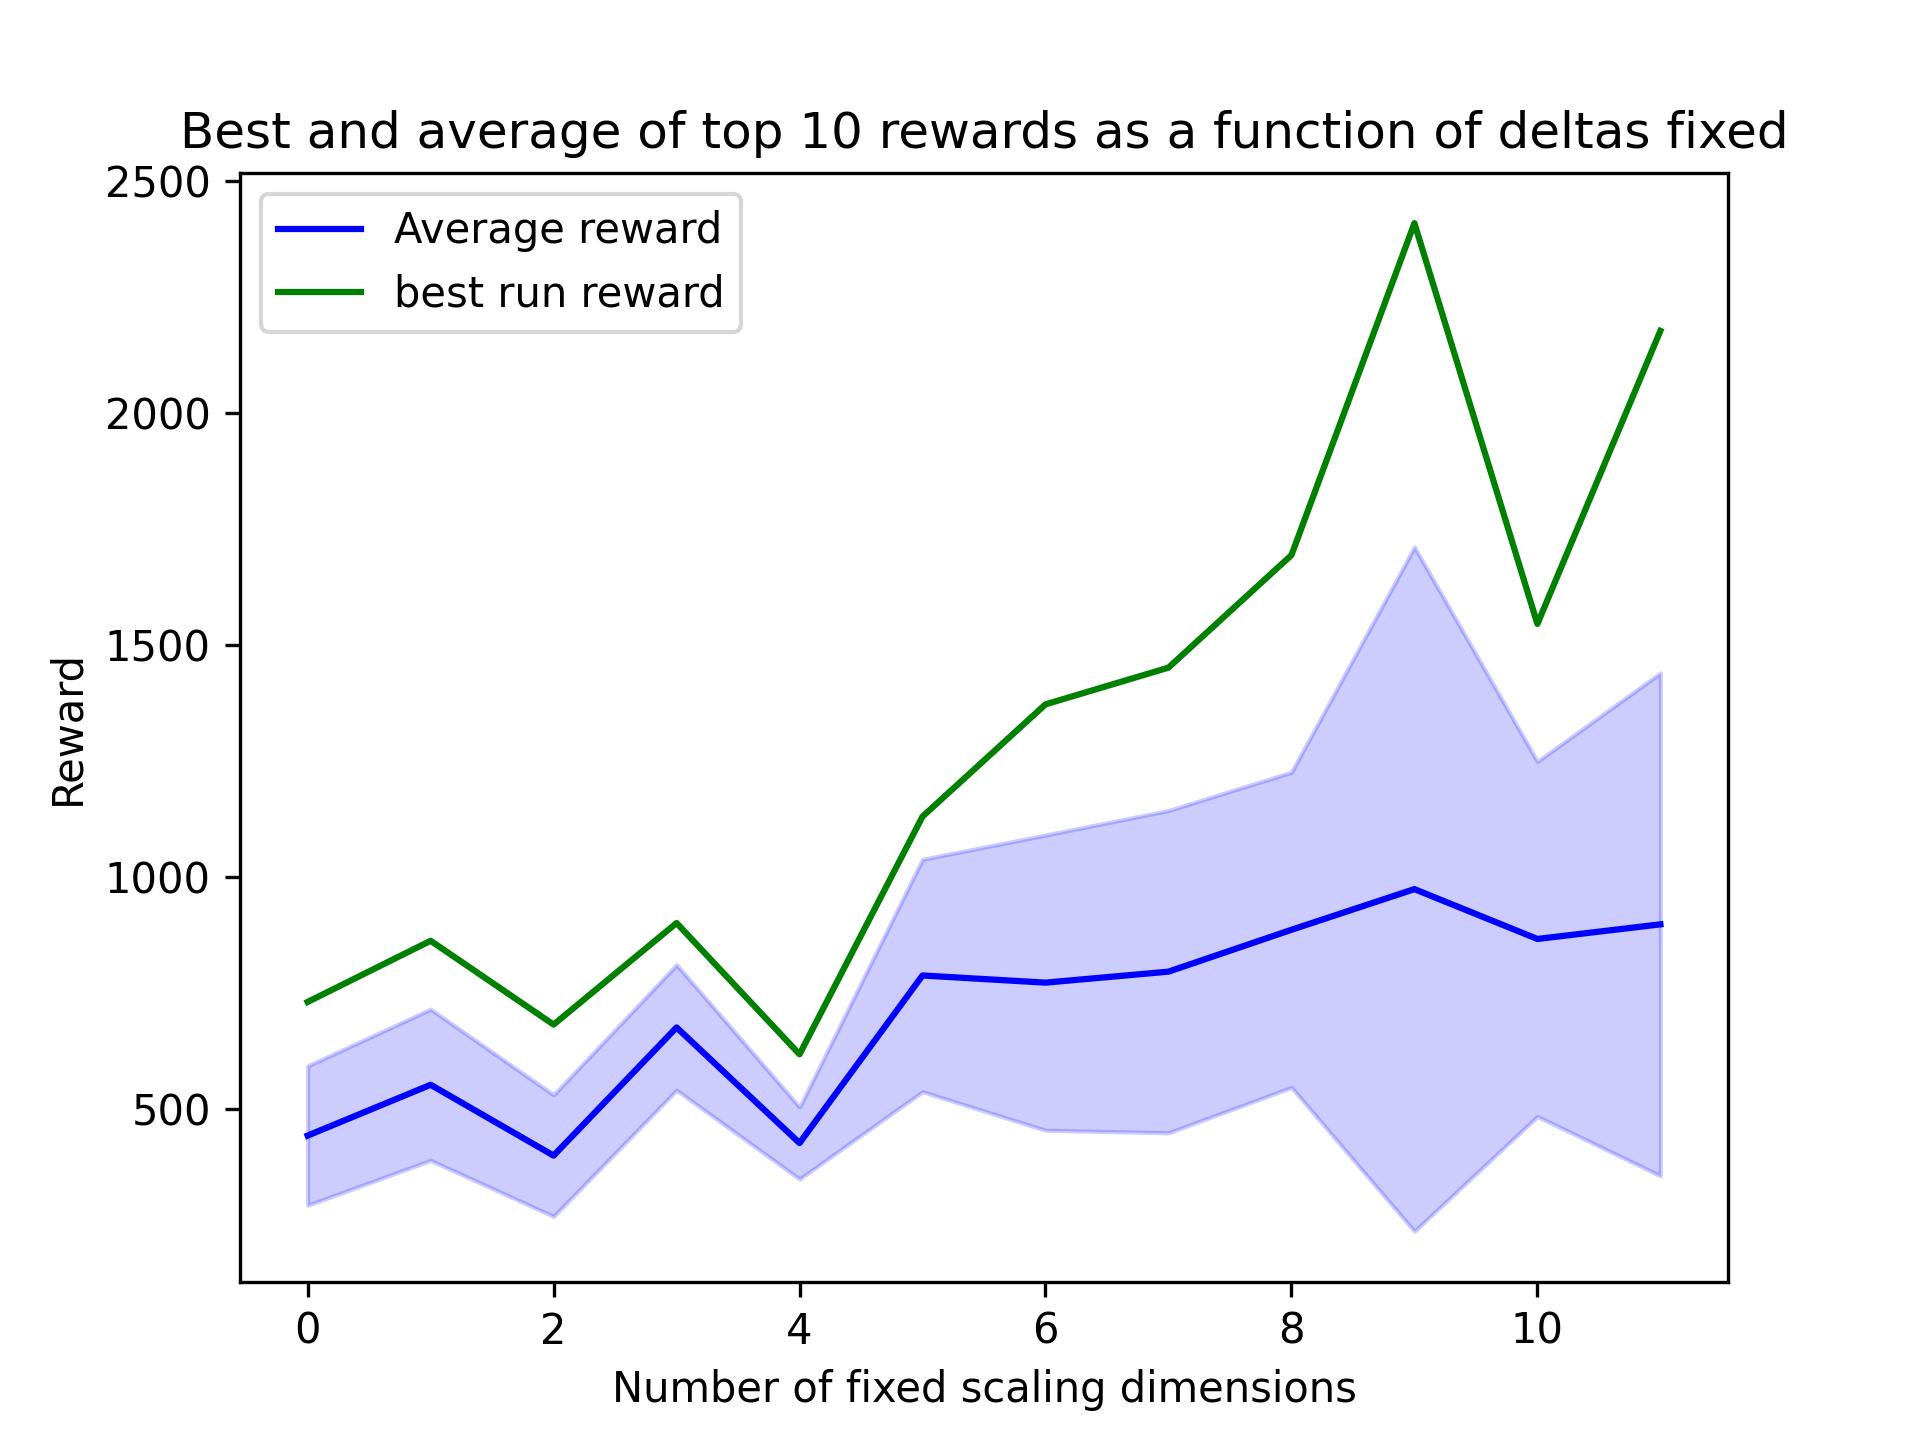 Best and average of top 10 rewards as a function of deltas fixed
2500
2000
1500
1000
500
Reward
Average reward
best run reward
0 2 4 6 8 10
Number of fixed scaling dimensions